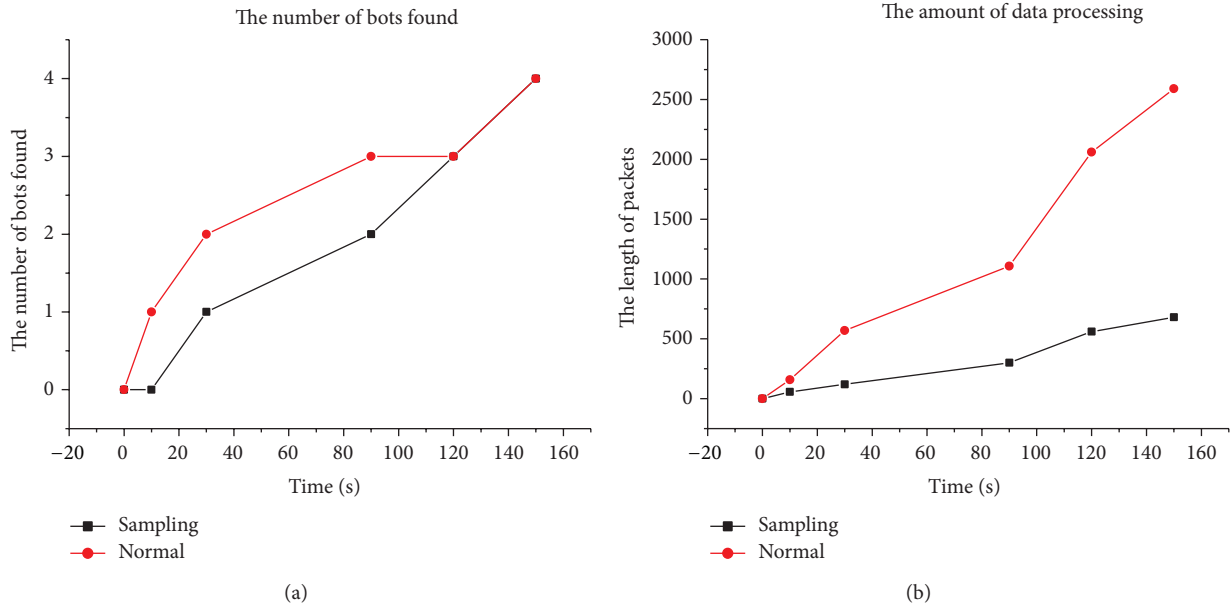 The number of bots found
The number of bots found
4
3
2
1
0
−20
0
20
40
60
80
100
120
140
160
Time (s)
Sampling
Normal
(a)
The amount of data processing
The length of packets
3000
2500
2000
1500
1000
500
0
−20
0
20
40
60
80
100
120
140
160
Time (s)
Sampling
Normal
(b)